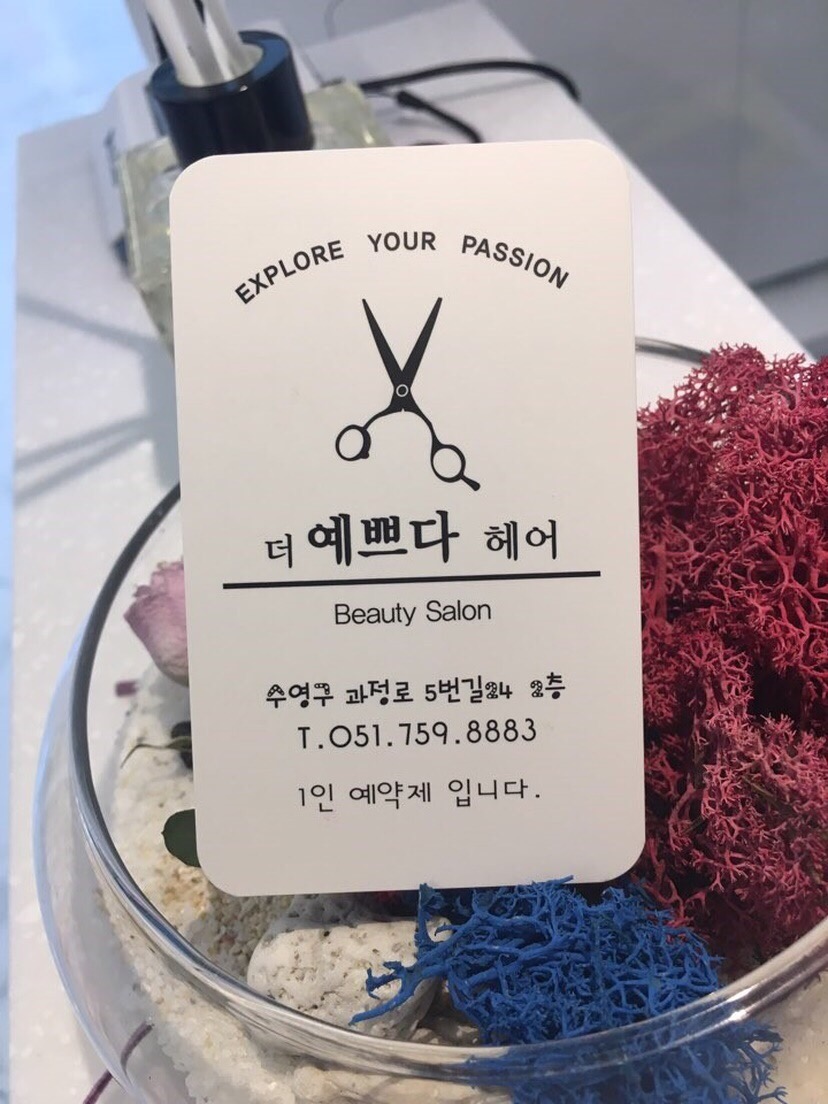 EXPLORE YOUR PASSION
더 예쁘다 헤어
Beauty Salon
수영구 과정로 5번길24 2층
T.051.759.8883
1인 예약제 입니다.